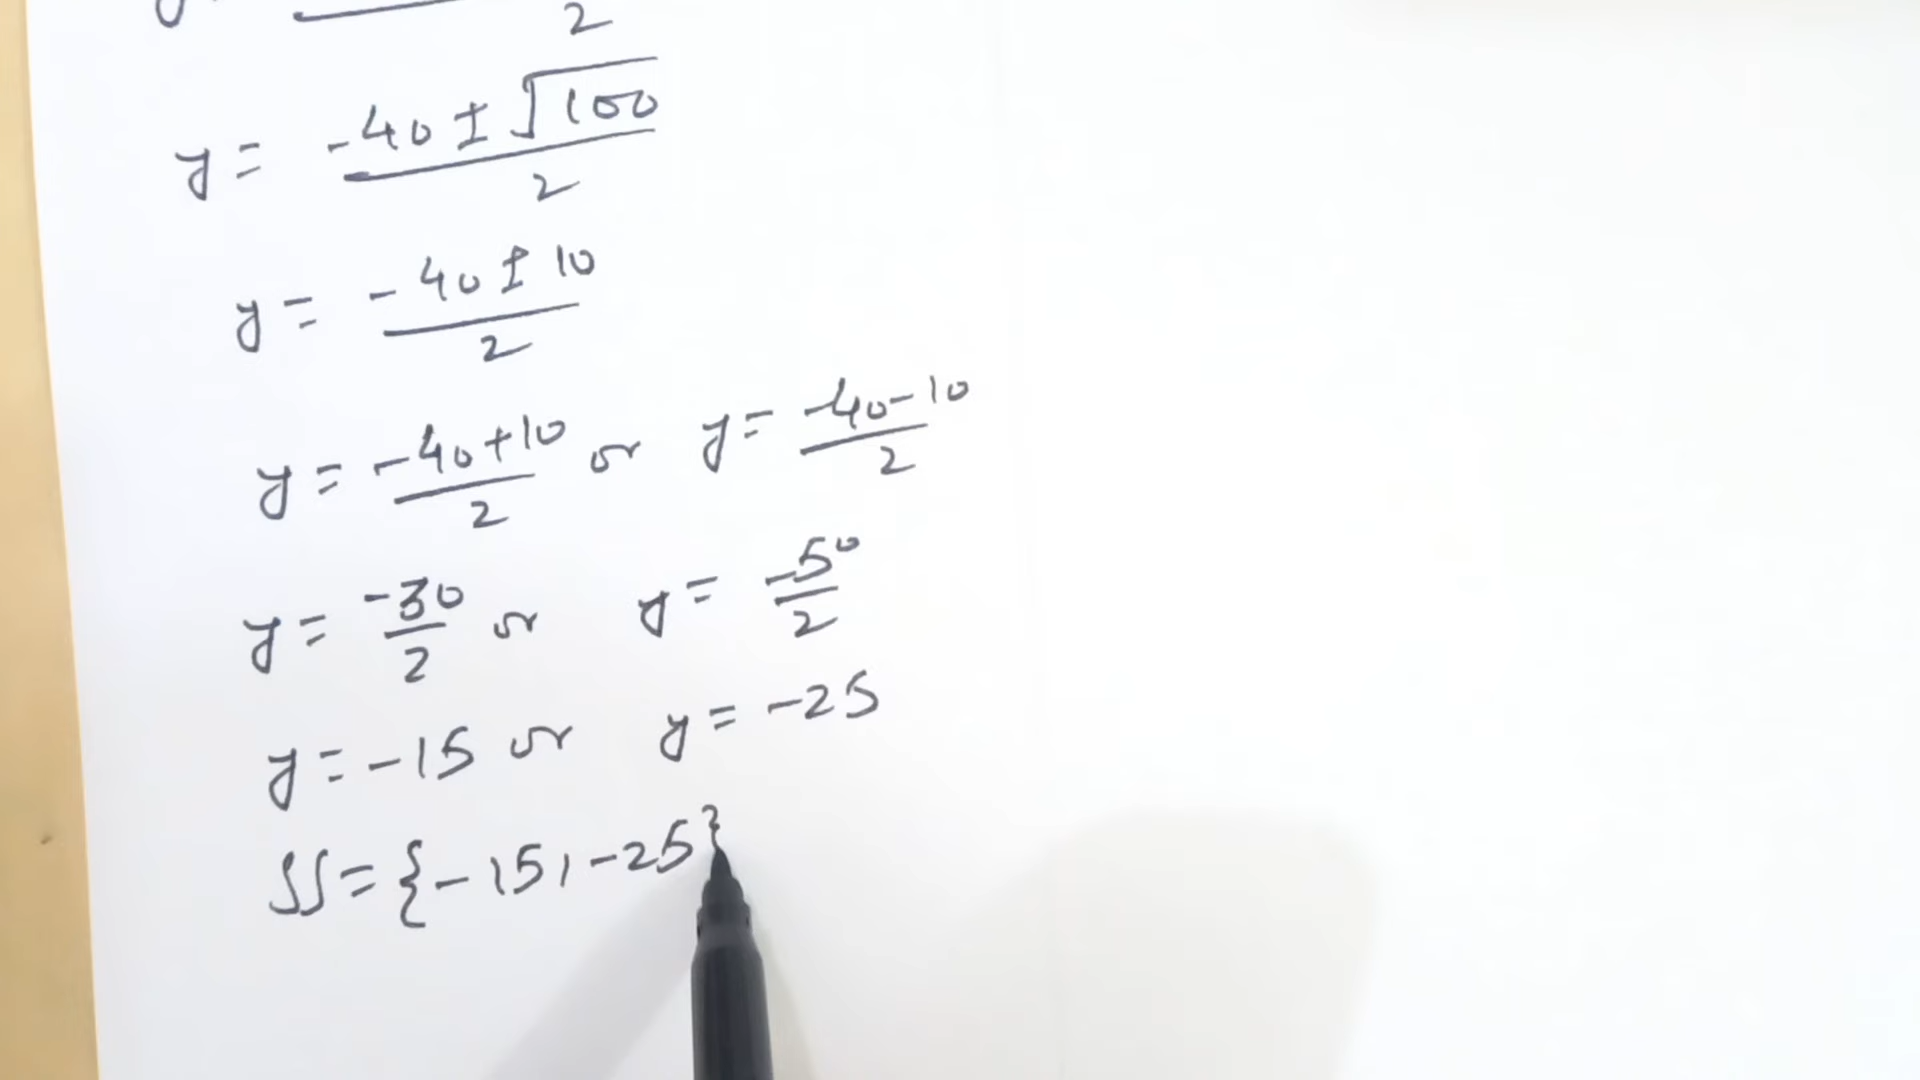 2
y = (-40 ± √100)/2
y = (-40 ± 10)/2
y = (-40+10)/2 or y = (-40-10)/2
y = -30/2 or y = -50/2
y = -15 or y = -25
SS = {-15, -25}